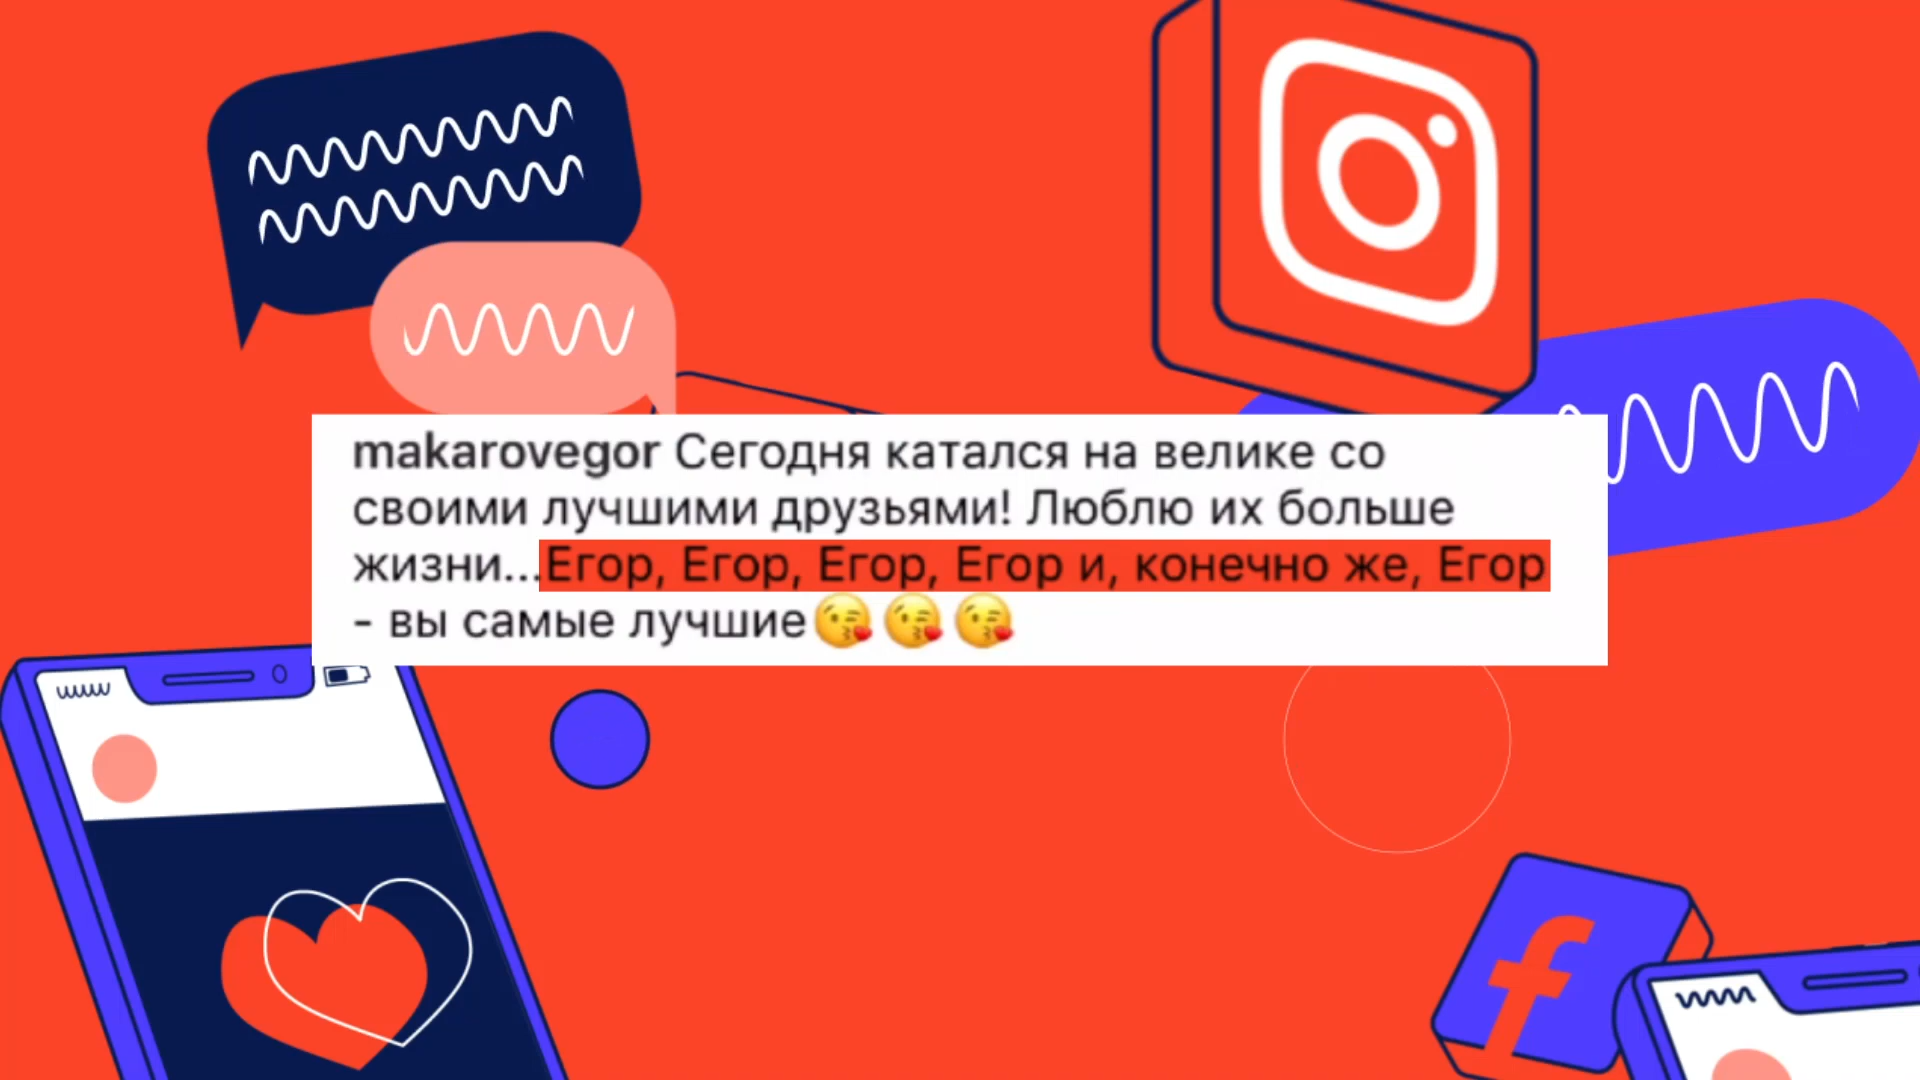 makarovegor Сегодня катался на велике со
своими лучшими друзьями! Люблю их больше
жизни...Егор, Егор, Егор, Егор и, конечно же, Егор
- вы самые лучшие😘😘😘